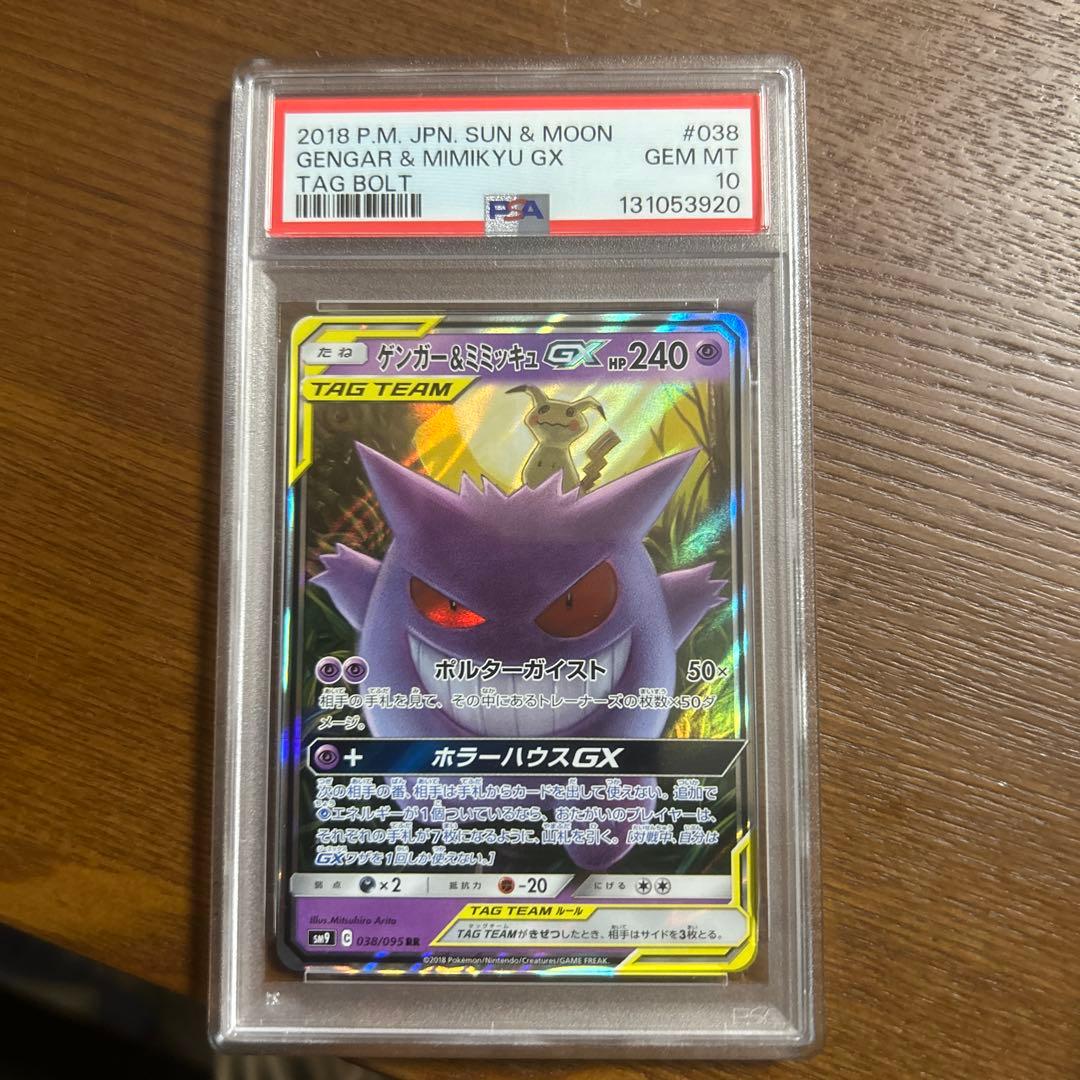 2018 P.M. JPN. SUN & MOON #038
GENGAR & MIMIKYU GX GEM MT
TAG BOLT 10
PSA 131053920
たね ゲンガー&ミミッキュGX HP240
TAG TEAM
ポルターガイスト 50×
相手の手札を見て、その中にあるトレーナーズの枚数×50ダ
メージ。
+ ホラーハウスGX
次の相手の番、相手は手札からカードを出して使えない。追加で
エネルギーが1個ついているなら、おたがいのプレイヤーは、
それぞれの手札が7枚になるように、山札を引く。[対戦中、自分は
GXワザを1回しか使えない。]
弱点 ×2 抵抗力 -20 にげる
Illus. Mitsuhiro Arita
TAG TEAM ルール
TAG TEAMがきぜつしたとき、相手はサイドを3枚とる。
SM9 C 038/095 RR
©2018 Pokémon/Nintendo/Creatures/GAME FREAK.
PSA